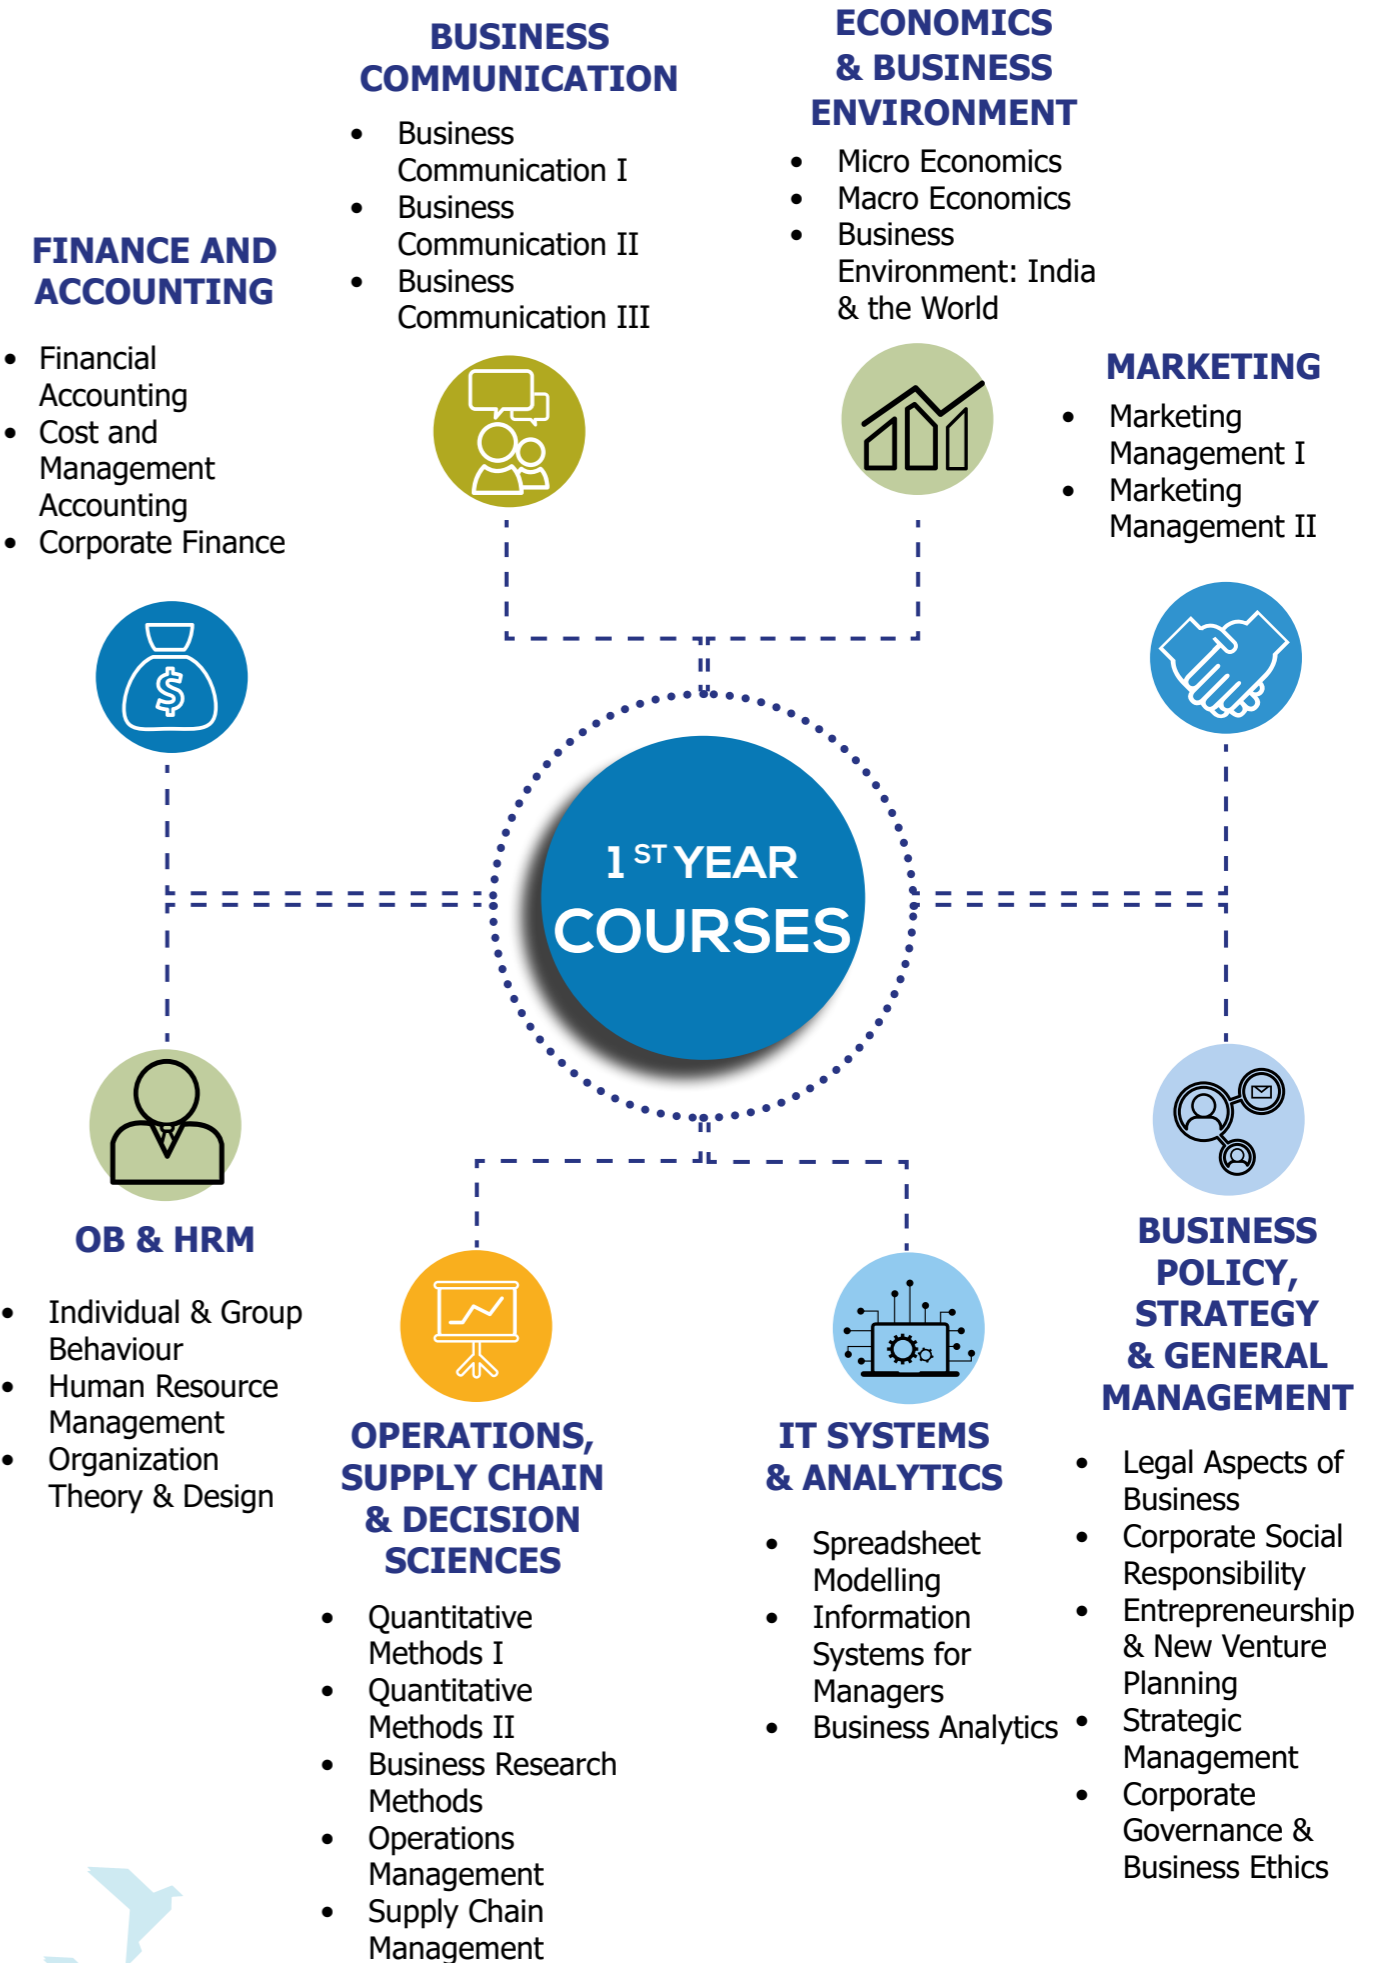 BUSINESS
COMMUNICATION
• Business
Communication I
• Business
Communication II
• Business
Communication III
ECONOMICS
& BUSINESS
ENVIRONMENT
• Micro Economics
• Macro Economics
• Business
Environment: India
& the World
FINANCE AND
ACCOUNTING
• Financial
Accounting
• Cost and
Management
Accounting
• Corporate Finance
$
MARKETING
• Marketing
Management I
• Marketing
Management II
1 ST YEAR
COURSES
OB & HRM
• Individual & Group
Behaviour
• Human Resource
Management
• Organization
Theory & Design
OPERATIONS,
SUPPLY CHAIN
& DECISION
SCIENCES
• Quantitative
Methods I
• Quantitative
Methods II
• Business Research
Methods
• Operations
Management
• Supply Chain
Management
IT SYSTEMS
& ANALYTICS
• Spreadsheet
Modelling
• Information
Systems for
Managers
• Business Analytics
BUSINESS
POLICY,
STRATEGY
& GENERAL
MANAGEMENT
• Legal Aspects of
Business
• Corporate Social
Responsibility
• Entrepreneurship
& New Venture
Planning
• Strategic
Management
• Corporate
Governance &
Business Ethics